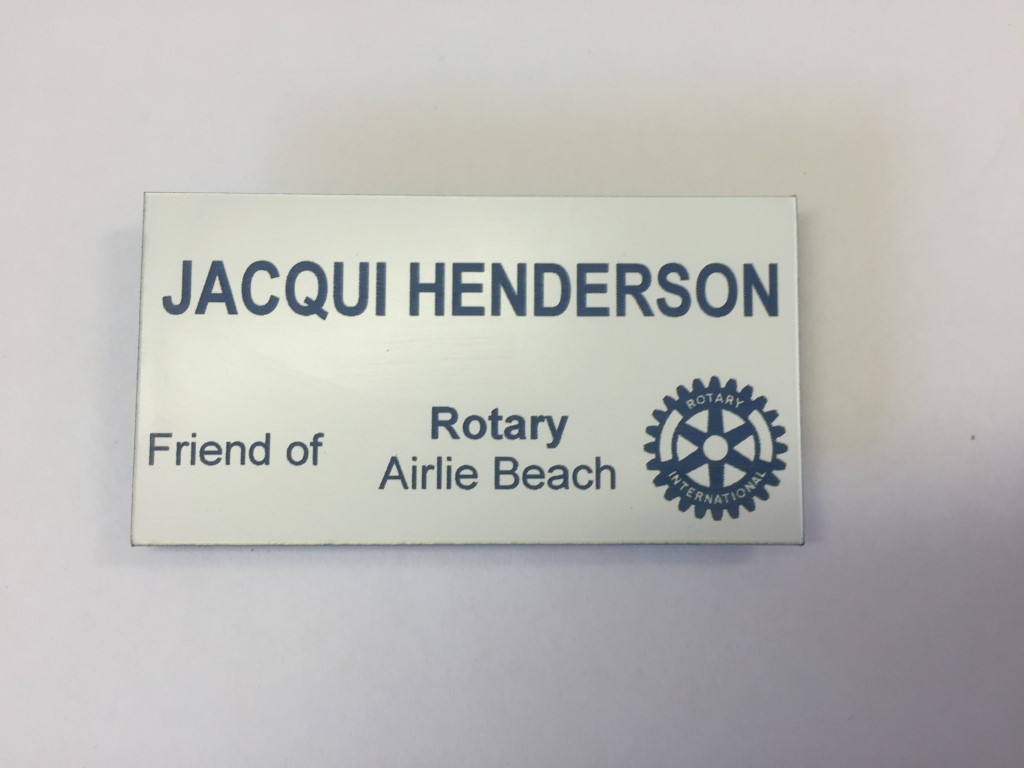 JACQUI HENDERSON
Friend of
Rotary
Airlie Beach
ROTARY
INTERNATIONAL